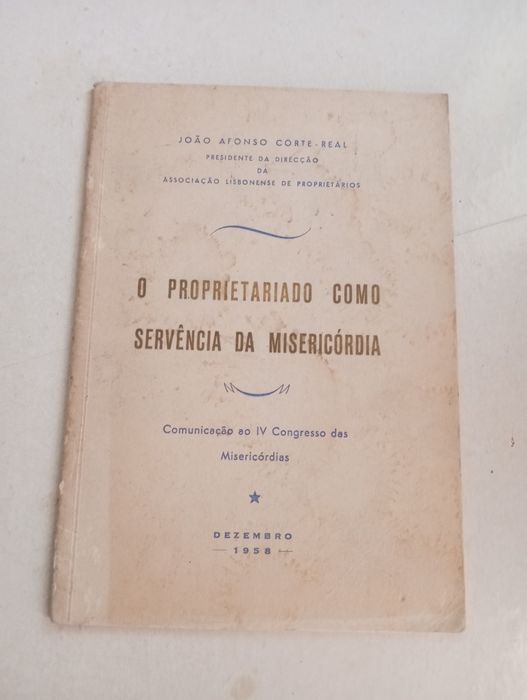 JOÃO AFONSO CORTE-REAL
PRESIDENTE DA DIRECÇÃO
DA
ASSOCIAÇÃO LISBONENSE DE PROPRIETÁRIOS
O PROPRIETARIADO COMO
SERVÊNCIA DA MISERICÓRDIA
Comunicação ao IV Congresso das
Misericórdias
DEZEMBRO
— 1958 —